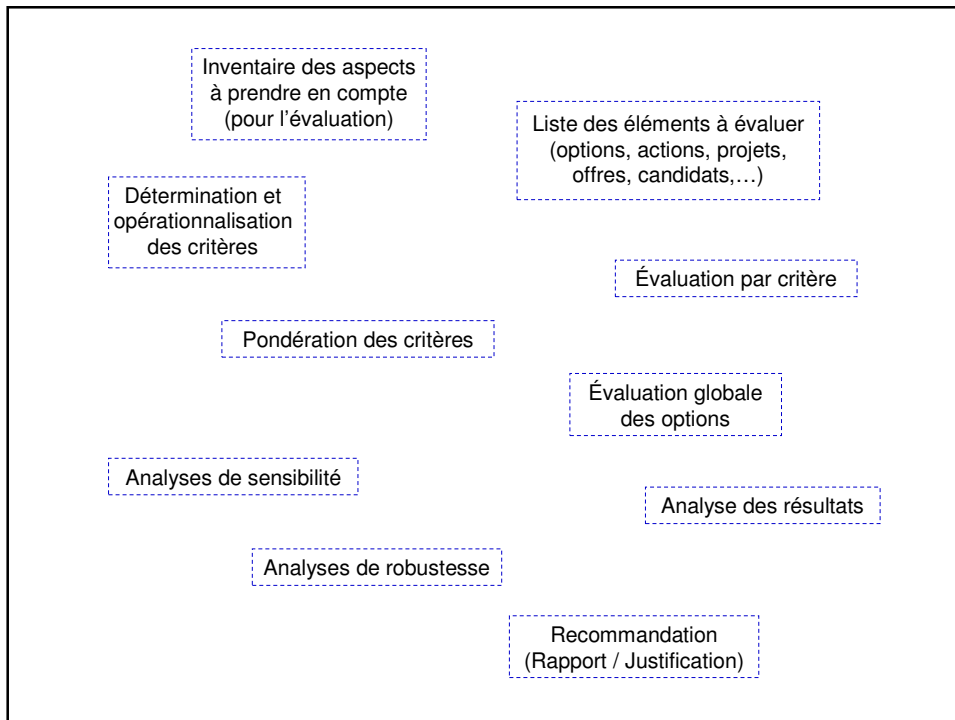 Inventaire des aspects
à prendre en compte
(pour l'évaluation)
Liste des éléments à évaluer
(options, actions, projets,
offres, candidats,…)
Détermination et
opérationnalisation
des critères
Évaluation par critère
Pondération des critères
Évaluation globale
des options
Analyses de sensibilité
Analyse des résultats
Analyses de robustesse
Recommandation
(Rapport / Justification)